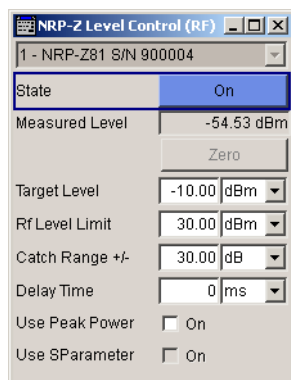 NRP-Z Level Control (RF)
1 - NRP-Z81 S/N 900004
State On
Measured Level -54.53 dBm
Zero
Target Level -10.00 dBm
Rf Level Limit 30.00 dBm
Catch Range +/- 30.00 dB
Delay Time 0 ms
Use Peak Power On
Use SParameter On